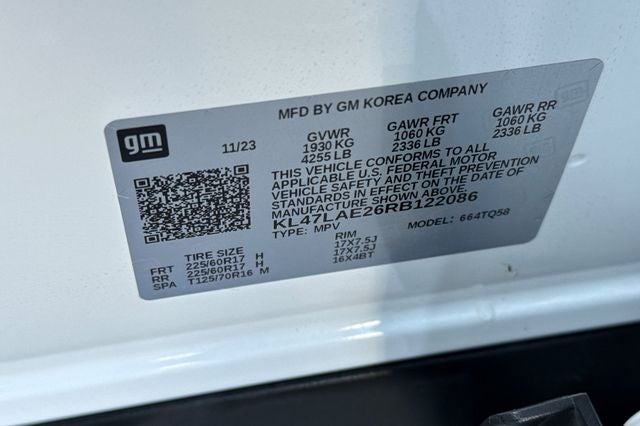 MFD BY GM KOREA COMPANY
gm
11/23
GVWR GAWR FRT GAWR RR
1930 KG 1060 KG 1060 KG
4255 LB 2336 LB 2336 LB
THIS VEHICLE CONFORMS TO ALL
APPLICABLE U.S. FEDERAL MOTOR
VEHICLE SAFETY AND THEFT PREVENTION
STANDARDS IN EFFECT ON THE DATE OF
MANUFACTURE SHOWN ABOVE.
KL47LAE26RB122086
TYPE: MPV MODEL: 664TQ58
TIRE SIZE RIM
FRT 225/60R17 H 17X7.5J
RR 225/60R17 H 17X7.5J
SPA T125/70R16 M 16X4BT